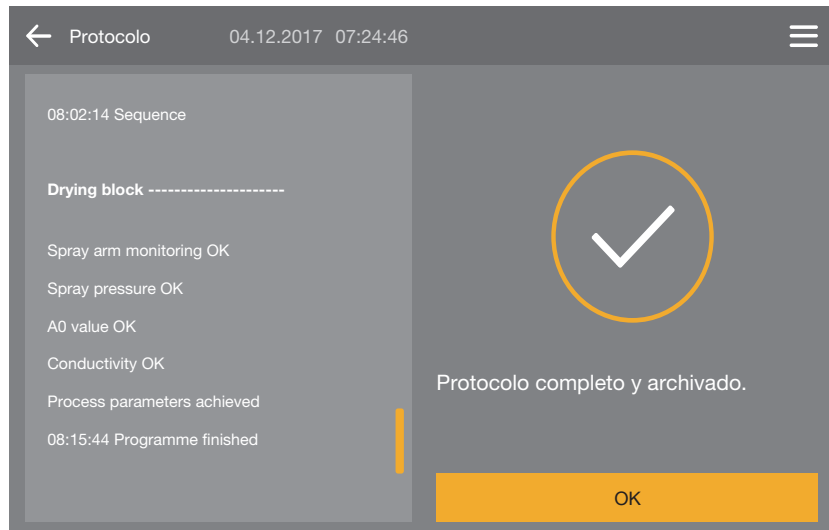 Protocolo 04.12.2017 07:24:46
08:02:14 Sequence
Drying block ---------------------
Spray arm monitoring OK
Spray pressure OK
A0 value OK
Conductivity OK
Process parameters achieved
08:15:44 Programme finished
Protocolo completo y archivado.
OK